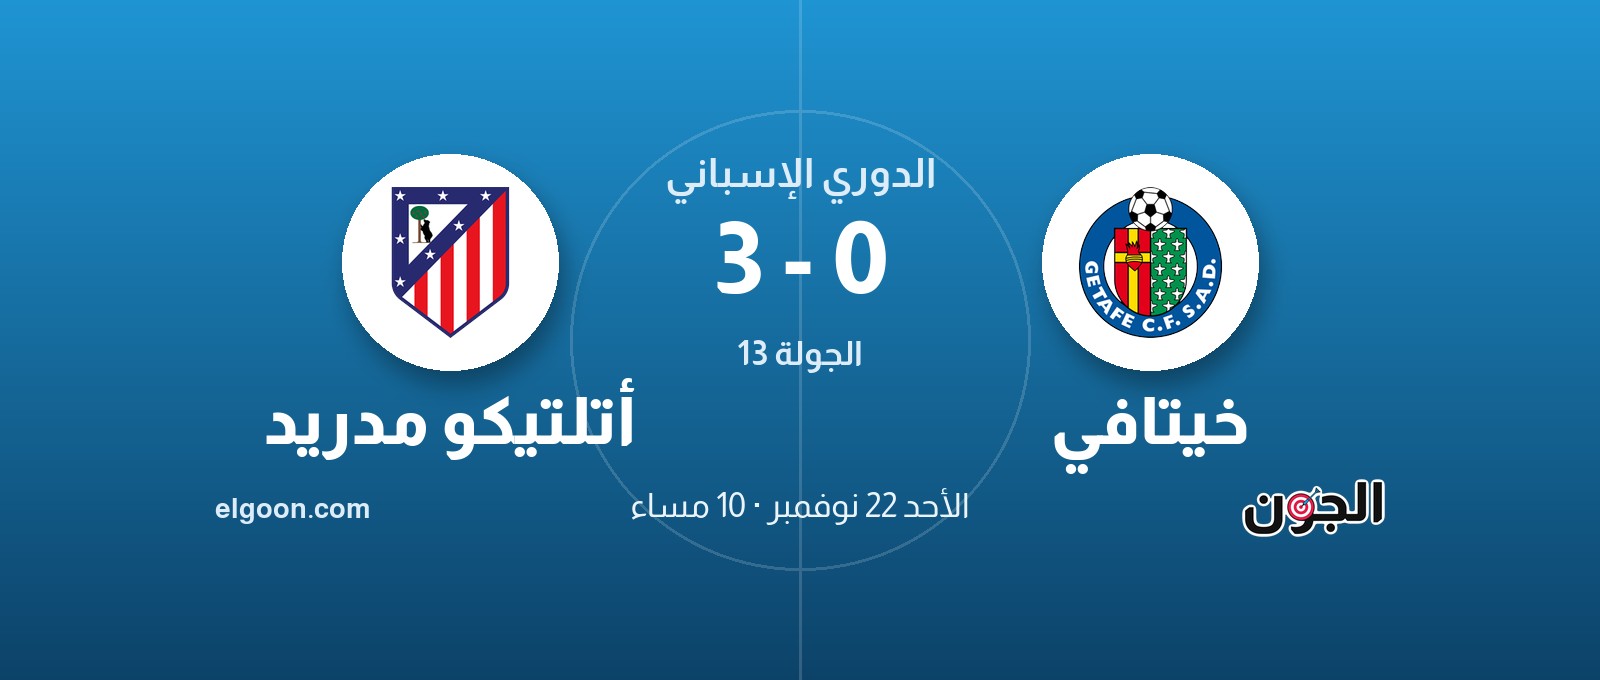 الدوري الإسباني
3 - 0
الجولة 13
GETAFE C.F. S.A.D.
خيتافي
أتلتيكو مدريد
الجون
الأحد 22 نوفمبر · 10 مساء
elgoon.com